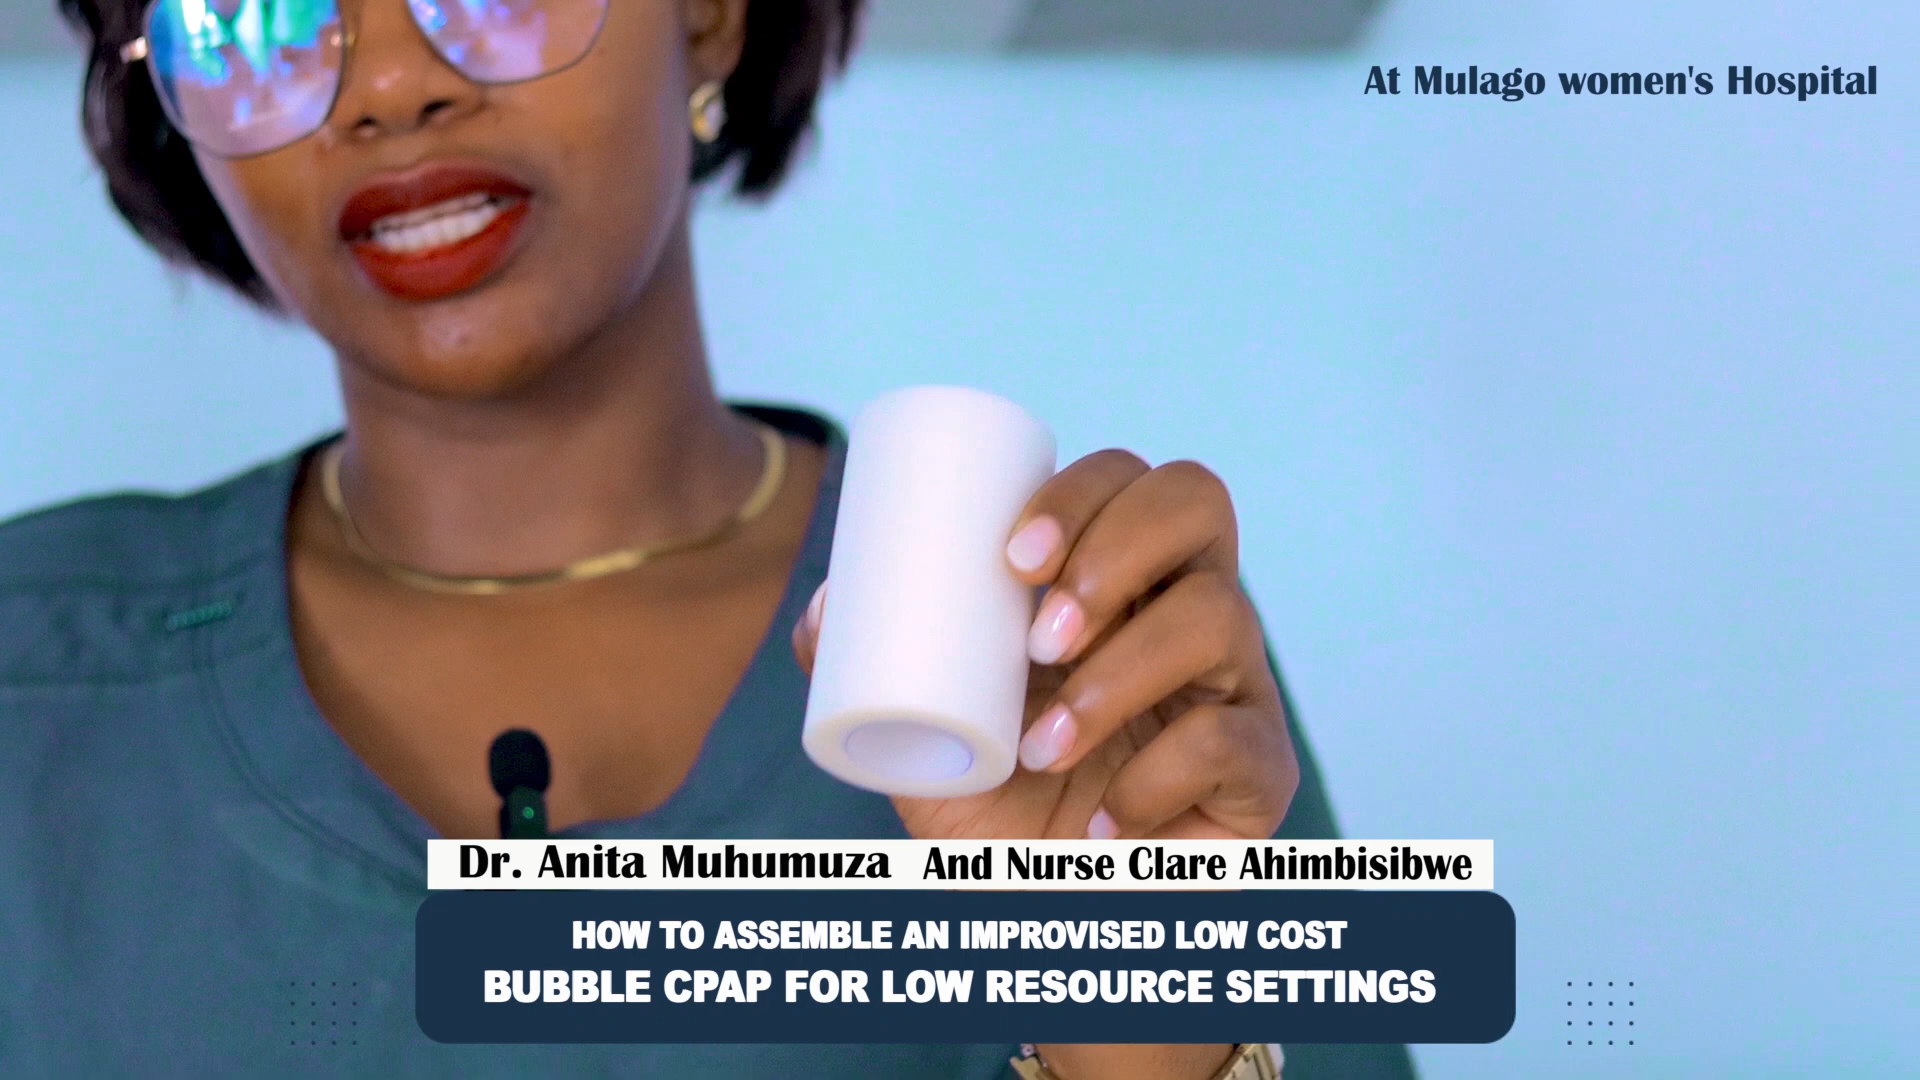 At Mulago women's Hospital
Dr. Anita Muhumuza And Nurse Clare Ahimbisibwe
HOW TO ASSEMBLE AN IMPROVISED LOW COST
BUBBLE CPAP FOR LOW RESOURCE SETTINGS